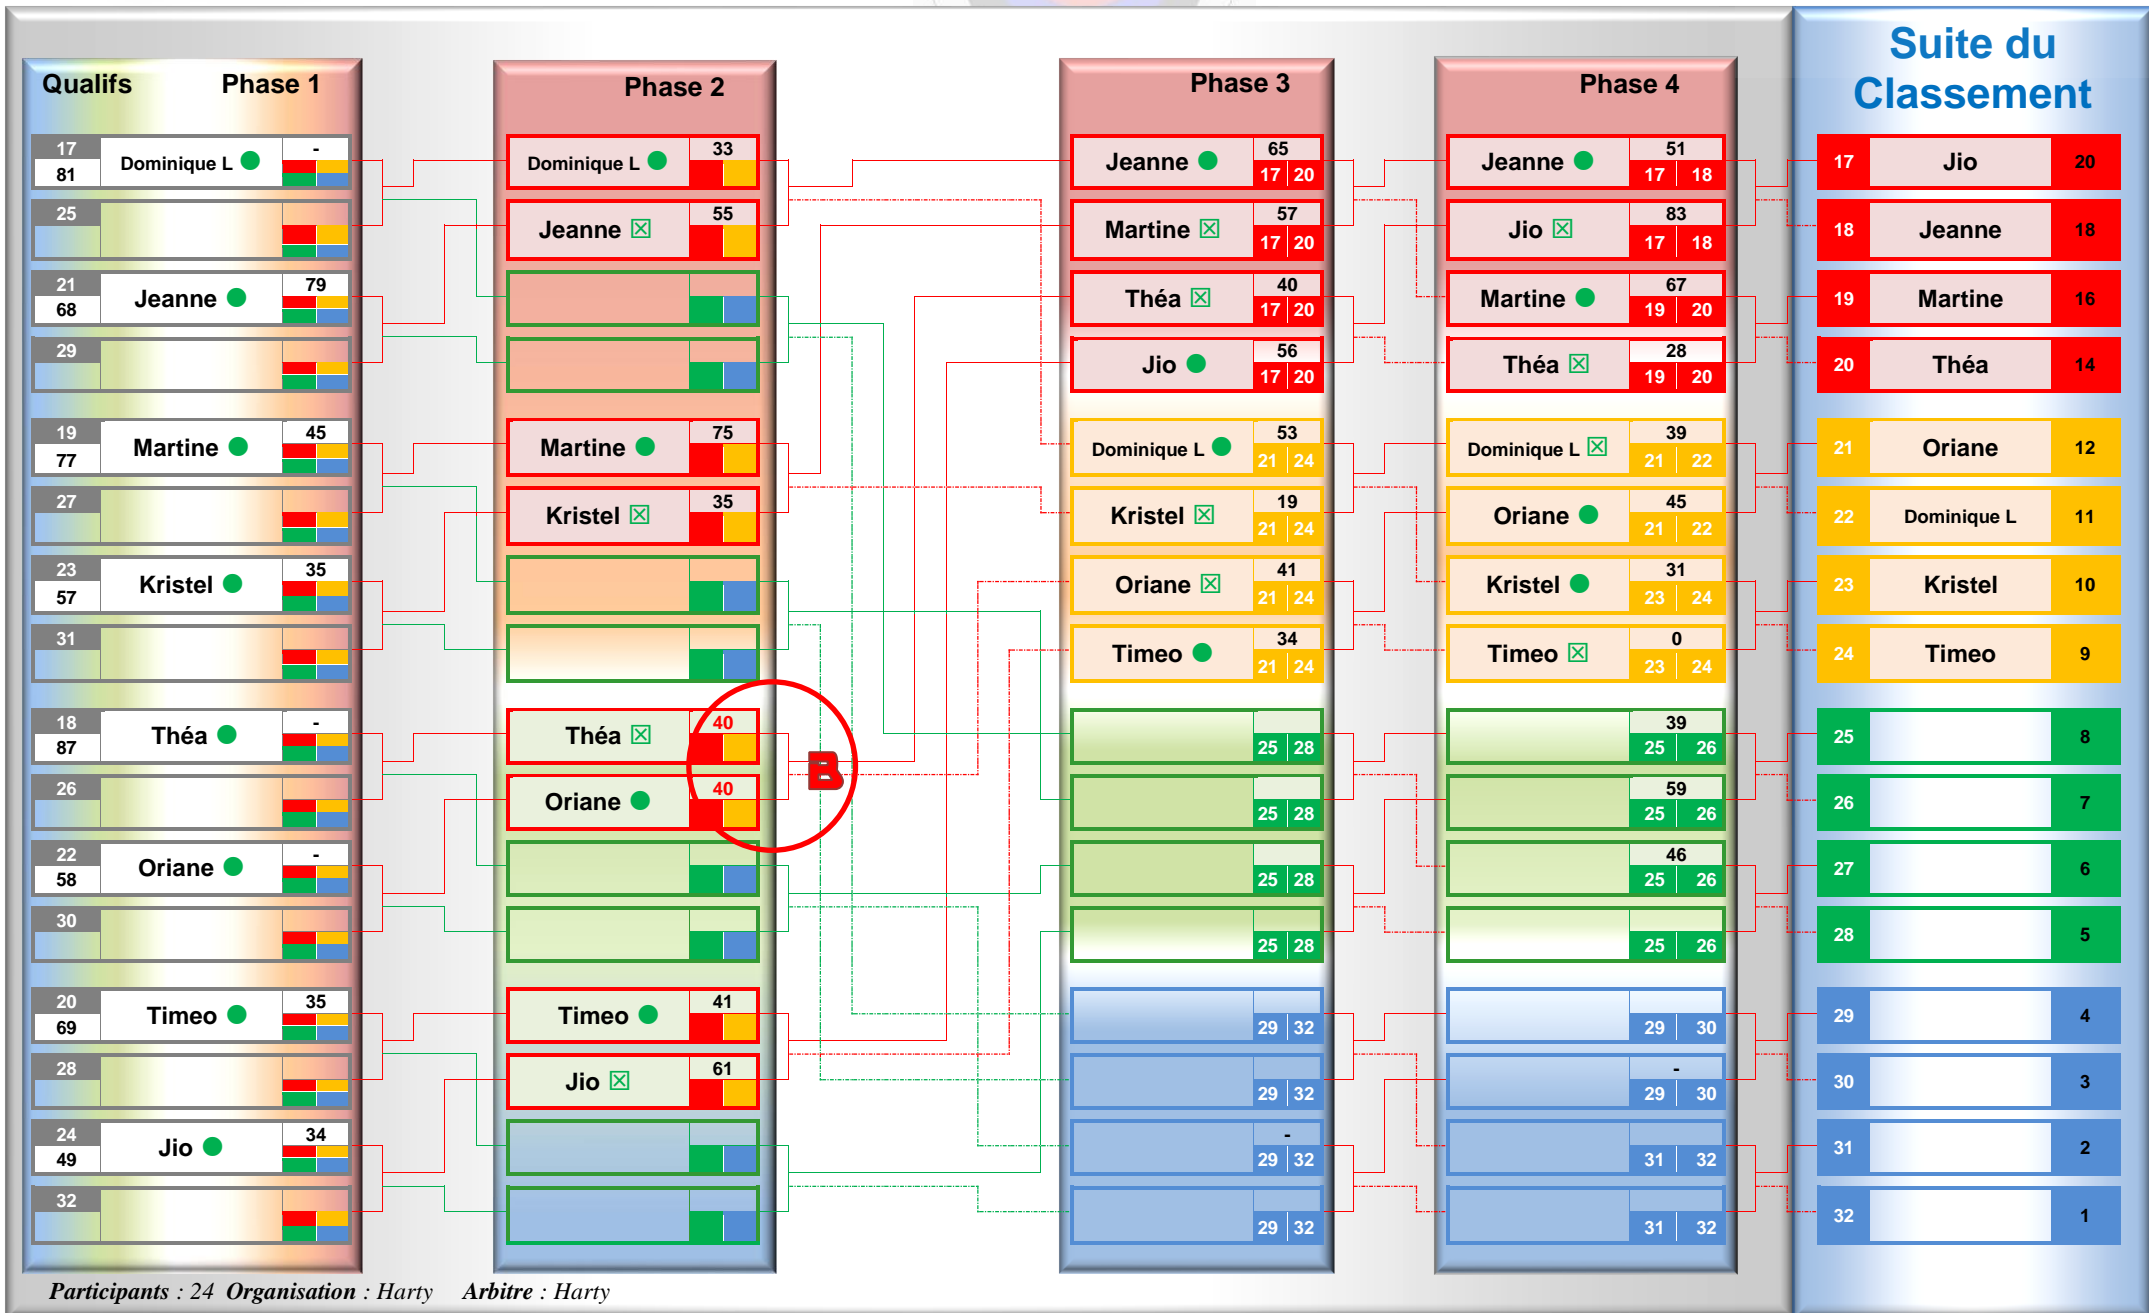 Suite du
Classement
Qualifs Phase 1
Phase 2
Phase 3
Phase 4
17 Dominique L -
81
25
21 Jeanne 79
68
29
19 Martine 45
77
27
23 Kristel 35
57
31
18 Théa -
87
26
22 Oriane -
58
30
20 Timeo 35
69
28
24 Jio 34
49
32
Dominique L 33
Jeanne 55
Martine 75
Kristel 35
Théa 40
Oriane 40
B
Timeo 41
Jio 61
Jeanne 65
17 20
Martine 57
17 20
Théa 40
17 20
Jio 56
17 20
Dominique L 53
21 24
Kristel 19
21 24
Oriane 41
21 24
Timeo 34
21 24
25 28
25 28
25 28
25 28
29 32
29 32
-
29 32
29 32
Jeanne 51
17 18
Jio 83
17 18
Martine 67
19 20
Théa 28
19 20
Dominique L 39
21 22
Oriane 45
21 22
Kristel 31
23 24
Timeo 0
23 24
39
25 26
59
25 26
46
25 26
25 26
29 30
-
29 30
31 32
31 32
17 Jio 20
18 Jeanne 18
19 Martine 16
20 Théa 14
21 Oriane 12
22 Dominique L 11
23 Kristel 10
24 Timeo 9
25 8
26 7
27 6
28 5
29 4
30 3
31 2
32 1
Participants : 24 Organisation : Harty Arbitre : Harty